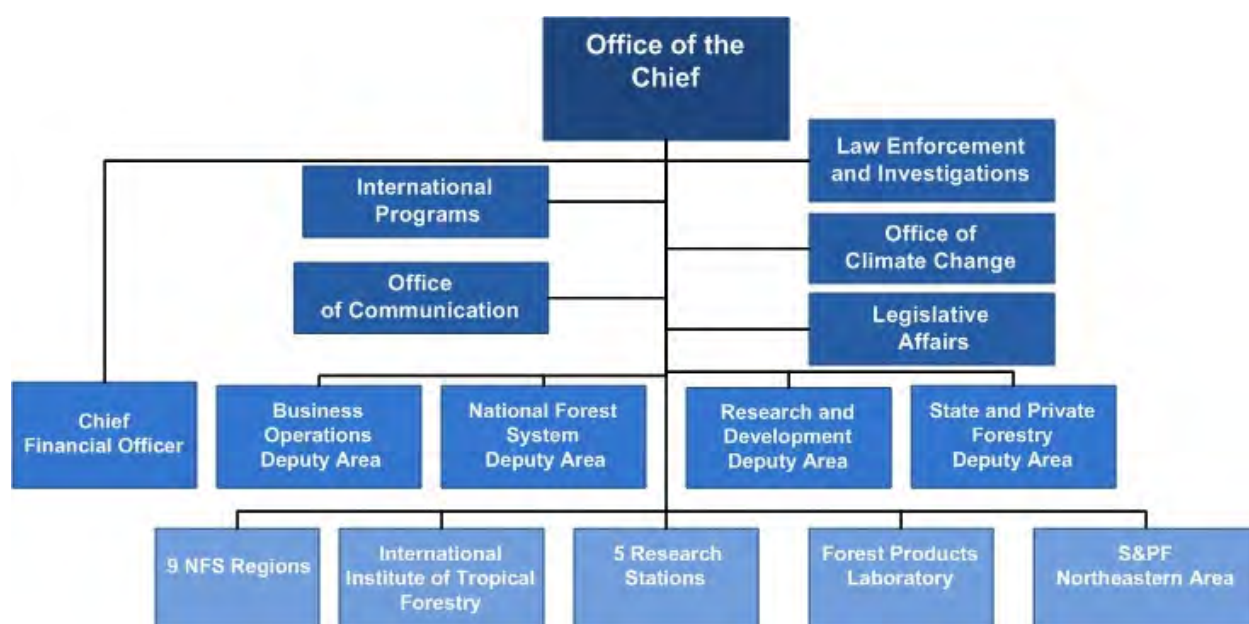 Office of the
Chief
Law Enforcement
and Investigations
International
Programs
Office of
Climate Change
Office
of Communication
Legislative
Affairs
Chief
Financial Officer
Business
Operations
Deputy Area
National Forest
System
Deputy Area
Research and
Development
Deputy Area
State and Private
Forestry
Deputy Area
9 NFS Regions
International
Institute of Tropical
Forestry
5 Research
Stations
Forest Products
Laboratory
S&PF
Northeastern Area